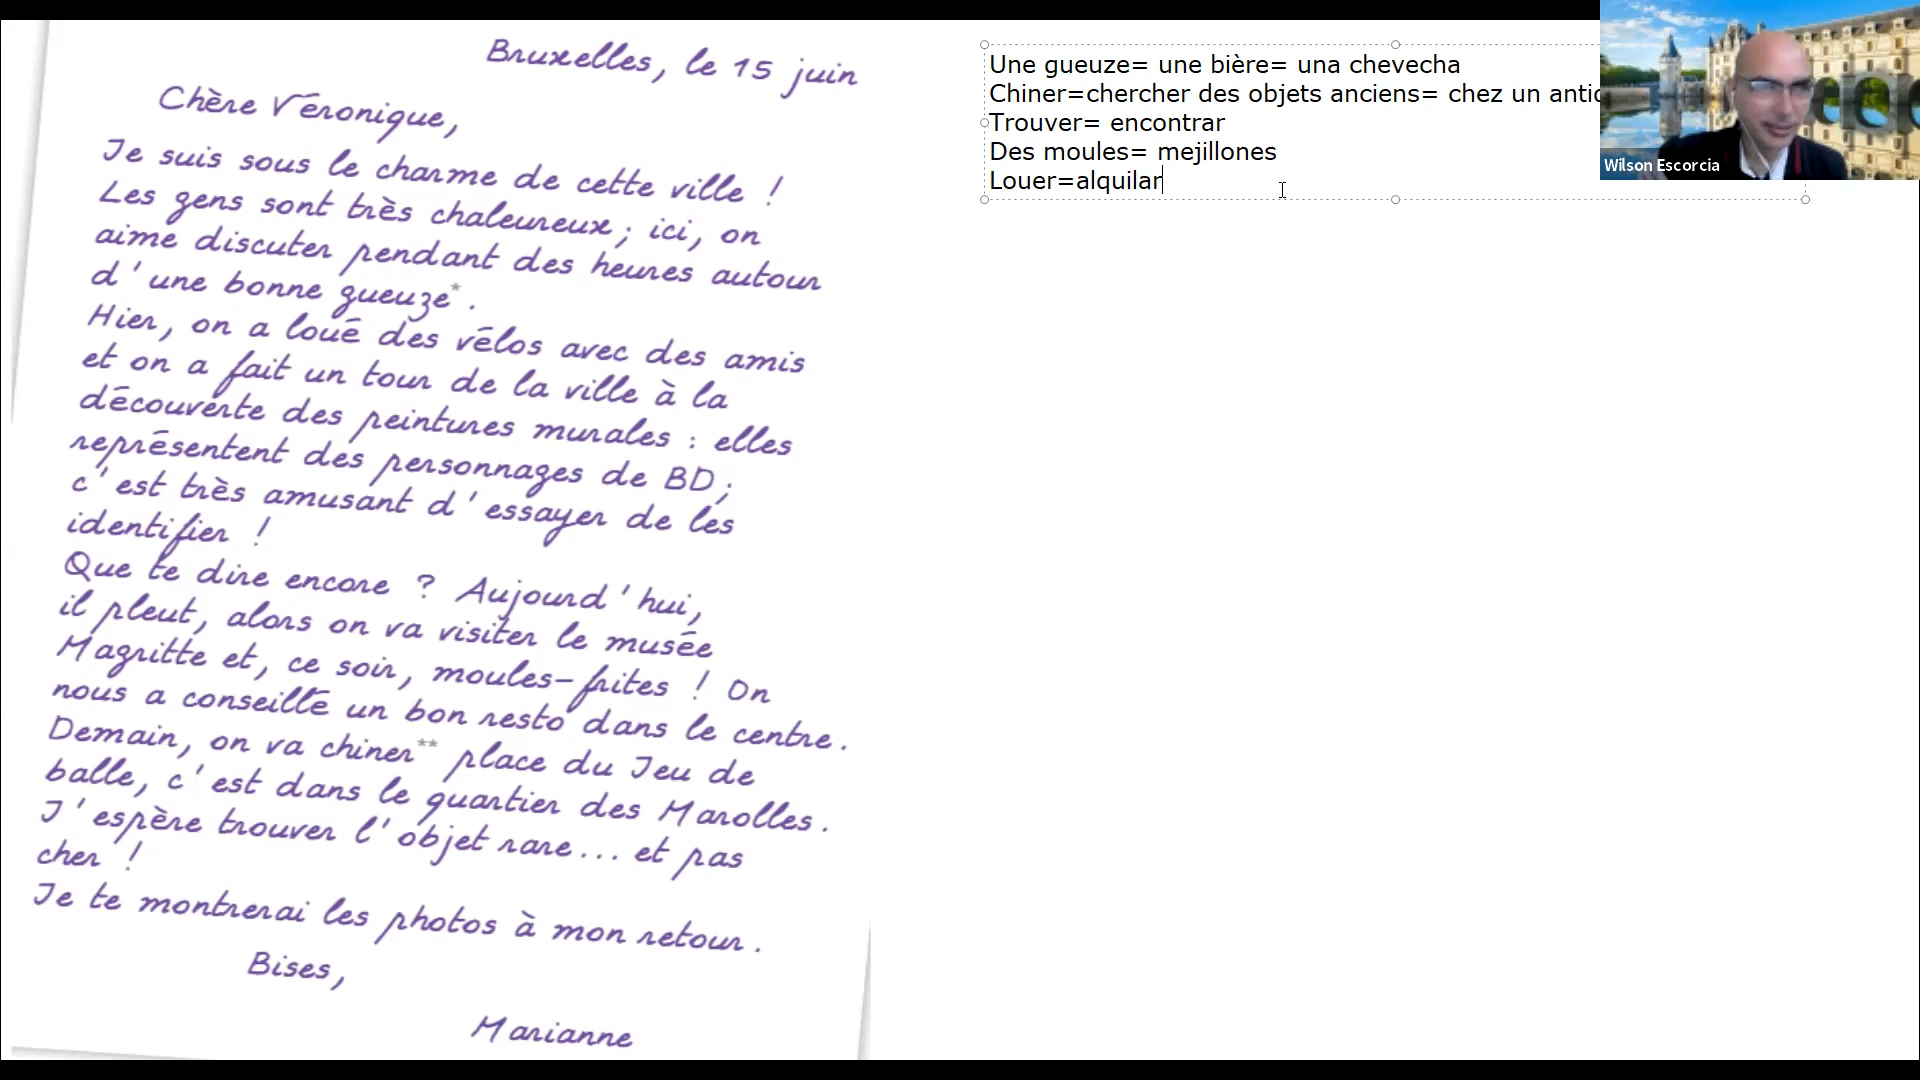 Bruxelles, le 15 juin
Chère Véronique,
Je suis sous le charme de cette ville !
Les gens sont très chaleureux ; ici, on
aime discuter pendant des heures autour
d'une bonne gueuze*.
Hier, on a loué des vélos avec des amis
et on a fait un tour de la ville à la
découverte des peintures murales : elles
représentent des personnages de BD ;
c'est très amusant d'essayer de les
identifier !
Que te dire encore ? Aujourd'hui,
il pleut, alors on va visiter le musée
Magritte et, ce soir, moules-frites ! On
nous a conseillé un bon resto dans le centre.
Demain, on va chiner** place du Jeu de
balle, c'est dans le quartier des Marolles.
J'espère trouver l'objet rare... et pas
cher !
Je te montrerai les photos à mon retour.
Bises,
Marianne
Une gueuze= une bière= una chevecha
Chiner=chercher des objets anciens= chez un
Trouver= encontrar
Des moules= mejillones
Louer=alquilar
Wilson Escorcia